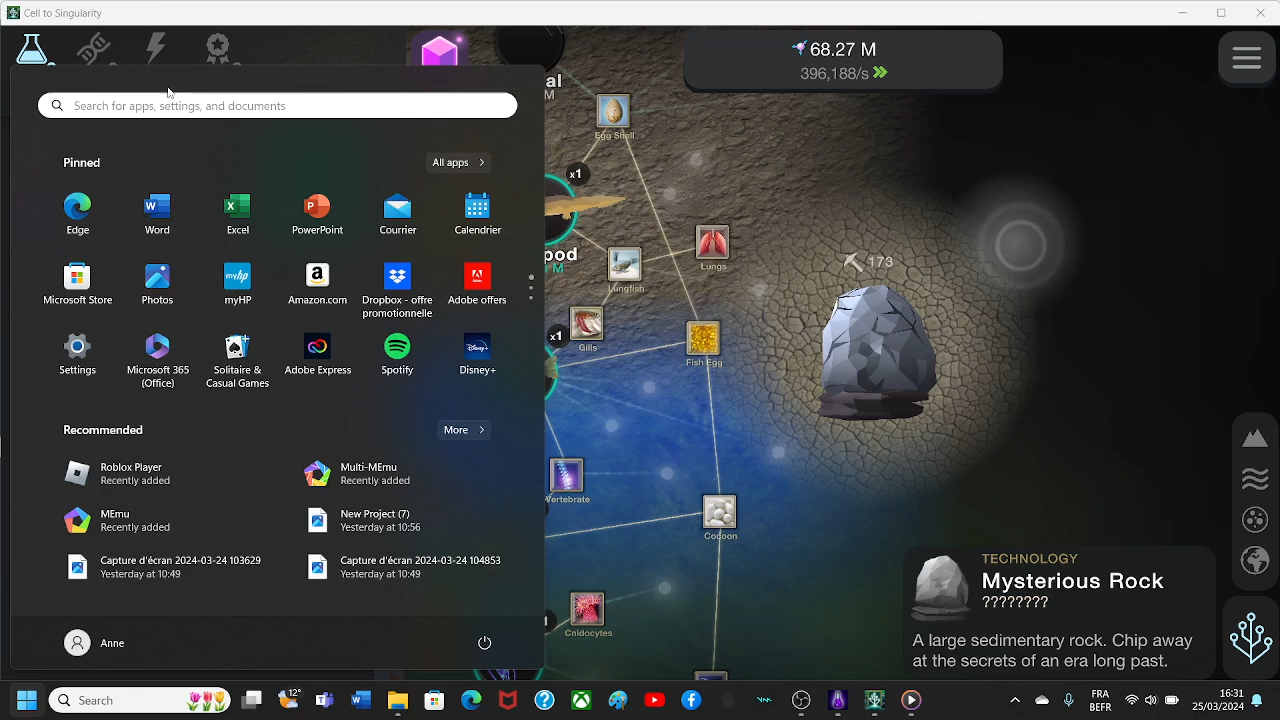 Cell to Singularity
68.27 M
396,188/s
Search for apps, settings, and documents
al
M
Egg Shell
Pinned
All apps
x1
Edge
Word
Excel
PowerPoint
Courrier
Calendrier
pod
M
Lungs
173
Lungfish
Microsoft Store
Photos
myhp
myHP
Amazon.com
Dropbox - offre
promotionnelle
Adobe offers
x1
Gills
Fish Egg
Settings
Microsoft 365
(Office)
Solitaire &
Casual Games
Adobe Express
Spotify
Disney+
Disney+
Recommended
More
Roblox Player
Recently added
Multi-MEmu
Recently added
Vertebrate
MEmu
Recently added
New Project (7)
Yesterday at 10:56
Cocoon
Capture d'écran 2024-03-24 103629
Yesterday at 10:49
Capture d'écran 2024-03-24 104853
Yesterday at 10:49
TECHNOLOGY
Mysterious Rock
????????
A large sedimentary rock. Chip away
at the secrets of an era long past.
Cnidocytes
Anne
Search
12°
FRA
BEFR
16:31
25/03/2024